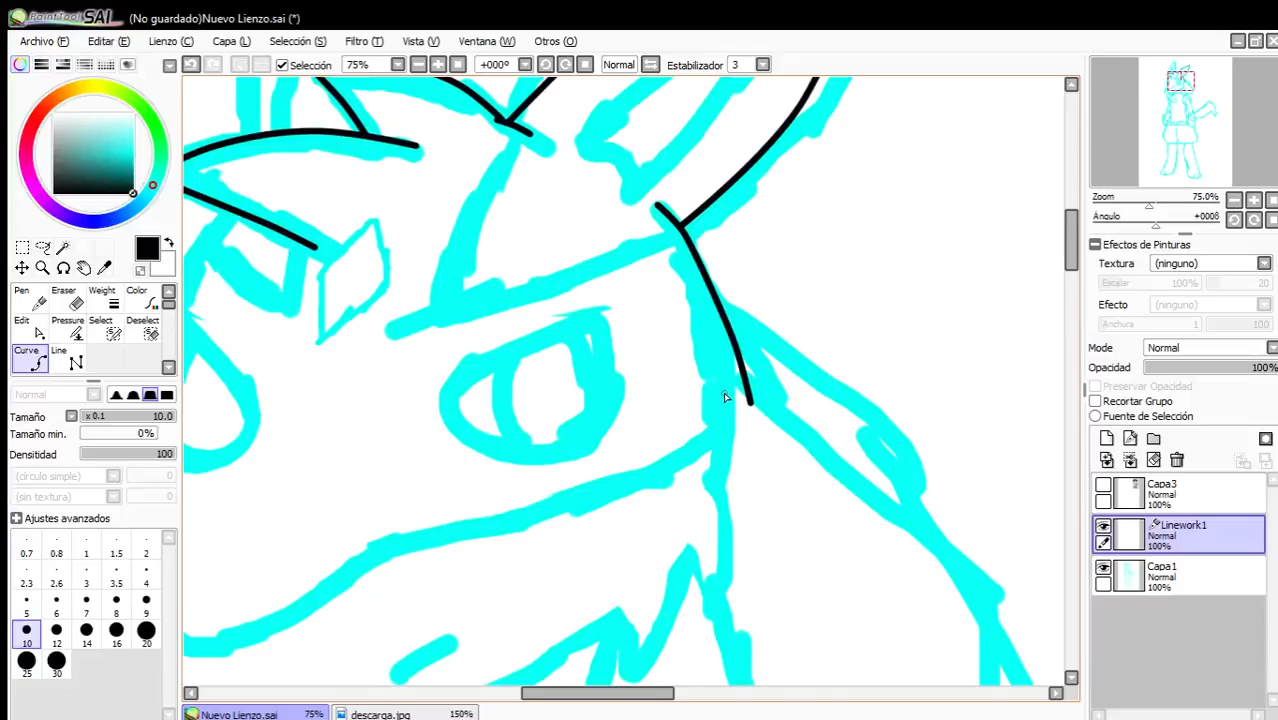 PaintTool SAI (No guardado)Nuevo Lienzo.sai (*)
Archivo (F) Editar (E) Lienzo (C) Capa (L) Selección (S) Filtro (T) Vista (V) Ventana (W) Otros (O)
Selección 75% +000º Normal Estabilizador 3
Zoom 75.0%
Ángulo +000ß
Efectos de Pinturas
Textura (ninguno)
Escalar 100% 20
Efecto (ninguno)
Anchura 1 100
Modo Normal
Opacidad 100%
Preservar Opacidad
Recortar Grupo
Fuente de Selección
Capa3
Normal
100%
Linework1
Normal
100%
Capa1
Normal
100%
Pen Eraser Weight Color
Edit Pressure Select Deselect
Curve Line
Normal
Tamaño x 0.1 10.0
Tamaño min. 0%
Densitidad 100
(círculo simple) 0
(sin textura) 0
Ajustes avanzados
0.7 0.8 1 1.5 2
2.3 2.6 3 3.5 4
5 6 7 8 9
10 12 14 16 20
25 30
Nuevo Lienzo.sai 75% descarga.jpg 150%